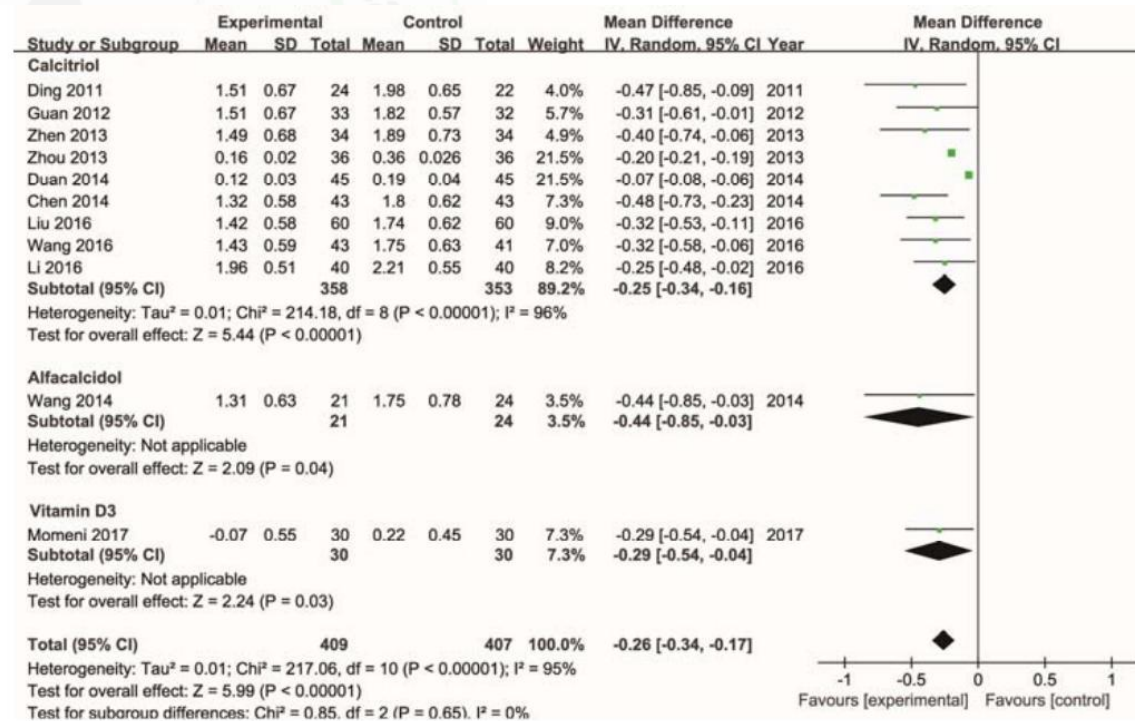 Experimental Control Mean Difference Mean Difference
Study or Subgroup Mean SD Total Mean SD Total Weight IV, Random, 95% CI Year IV, Random, 95% CI
Calcitriol
Ding 2011 1.51 0.67 24 1.98 0.65 22 4.0% -0.47 [-0.85, -0.09] 2011
Guan 2012 1.51 0.67 33 1.82 0.57 32 5.7% -0.31 [-0.61, -0.01] 2012
Zhen 2013 1.49 0.68 34 1.89 0.73 34 4.9% -0.40 [-0.74, -0.06] 2013
Zhou 2013 0.16 0.02 36 0.36 0.026 36 21.5% -0.20 [-0.21, -0.19] 2013
Duan 2014 0.12 0.03 45 0.19 0.04 45 21.5% -0.07 [-0.08, -0.06] 2014
Chen 2014 1.32 0.58 43 1.8 0.62 43 7.3% -0.48 [-0.73, -0.23] 2014
Liu 2016 1.42 0.58 60 1.74 0.62 60 9.0% -0.32 [-0.53, -0.11] 2016
Wang 2016 1.43 0.59 43 1.75 0.63 41 7.0% -0.32 [-0.58, -0.06] 2016
Li 2016 1.96 0.51 40 2.21 0.55 40 8.2% -0.25 [-0.48, -0.02] 2016
Subtotal (95% CI) 358 353 89.2% -0.25 [-0.34, -0.16]
Heterogeneity: Tau² = 0.01; Chi² = 214.18, df = 8 (P < 0.00001); I² = 96%
Test for overall effect: Z = 5.44 (P < 0.00001)
Alfacalcidol
Wang 2014 1.31 0.63 21 1.75 0.78 24 3.5% -0.44 [-0.85, -0.03] 2014
Subtotal (95% CI) 21 24 3.5% -0.44 [-0.85, -0.03]
Heterogeneity: Not applicable
Test for overall effect: Z = 2.09 (P = 0.04)
Vitamin D3
Momeni 2017 -0.07 0.55 30 0.22 0.45 30 7.3% -0.29 [-0.54, -0.04] 2017
Subtotal (95% CI) 30 30 7.3% -0.29 [-0.54, -0.04]
Heterogeneity: Not applicable
Test for overall effect: Z = 2.24 (P = 0.03)
Total (95% CI) 409 407 100.0% -0.26 [-0.34, -0.17]
Heterogeneity: Tau² = 0.01; Chi² = 217.06, df = 10 (P < 0.00001); I² = 95%
Test for overall effect: Z = 5.99 (P < 0.00001)
Test for subgroup differences: Chi² = 0.85, df = 2 (P = 0.65), I² = 0%
-1 -0.5 0 0.5 1
Favours [experimental] Favours [control]